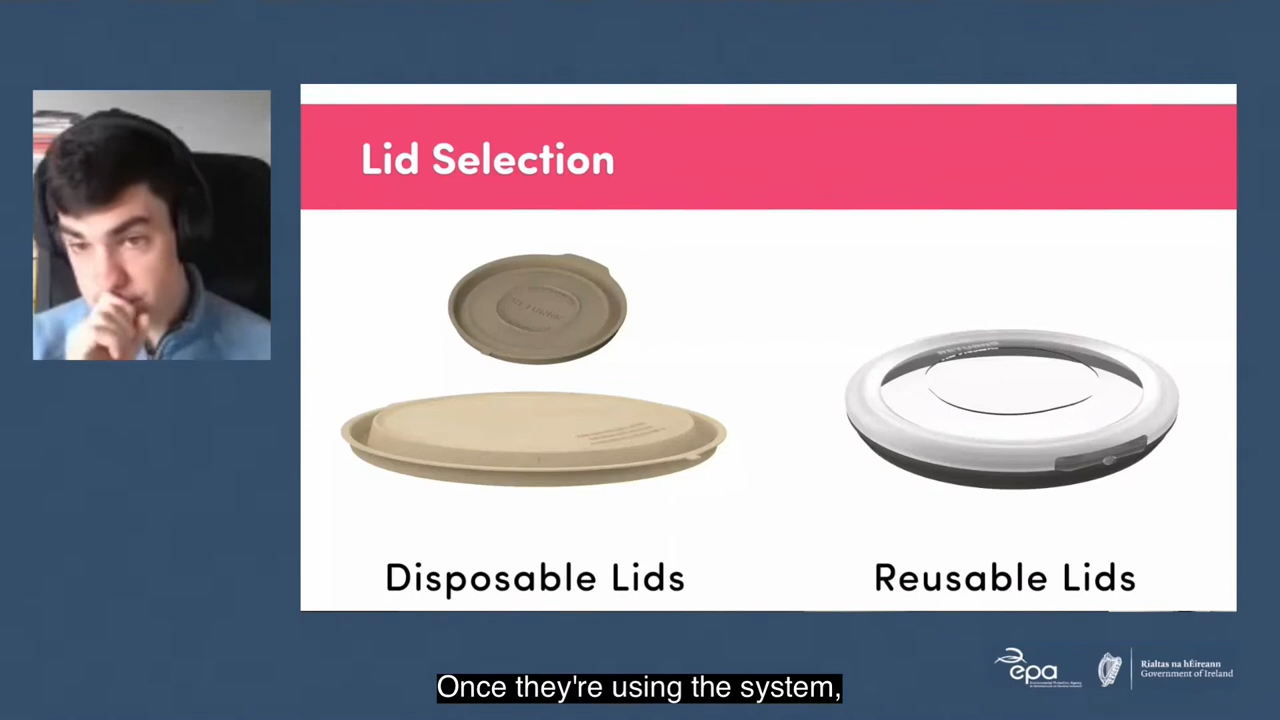 Lid Selection
RETURNR
Disposable Lids
Reusable Lids
epa
Rialtas na hÉireann
Government of Ireland
Once they're using the system,